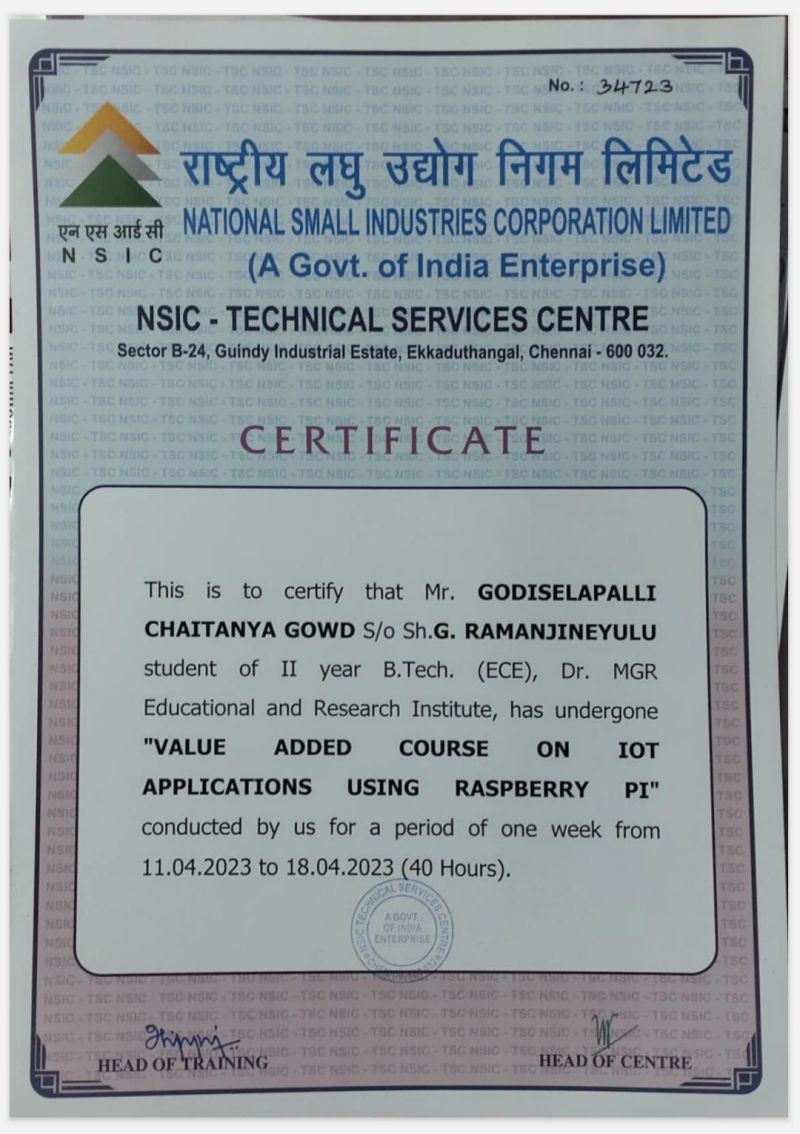 No.: 34723
राष्ट्रीय लघु उद्योग निगम लिमिटेड
एन एस आई सी
N S I C
NATIONAL SMALL INDUSTRIES CORPORATION LIMITED
(A Govt. of India Enterprise)
NSIC - TECHNICAL SERVICES CENTRE
Sector B-24, Guindy Industrial Estate, Ekkaduthangal, Chennai - 600 032.
CERTIFICATE
This is to certify that Mr. GODISELAPALLI
CHAITANYA GOWD S/o Sh.G. RAMANJINEYULU
student of II year B.Tech. (ECE), Dr. MGR
Educational and Research Institute, has undergone
"VALUE ADDED COURSE ON IOT
APPLICATIONS USING RASPBERRY PI"
conducted by us for a period of one week from
11.04.2023 to 18.04.2023 (40 Hours).
NSIC TECHNICAL SERVICES CENTRE
A GOVT.
OF INDIA
ENTERPRISE
HEAD OF TRAINING
HEAD OF CENTRE